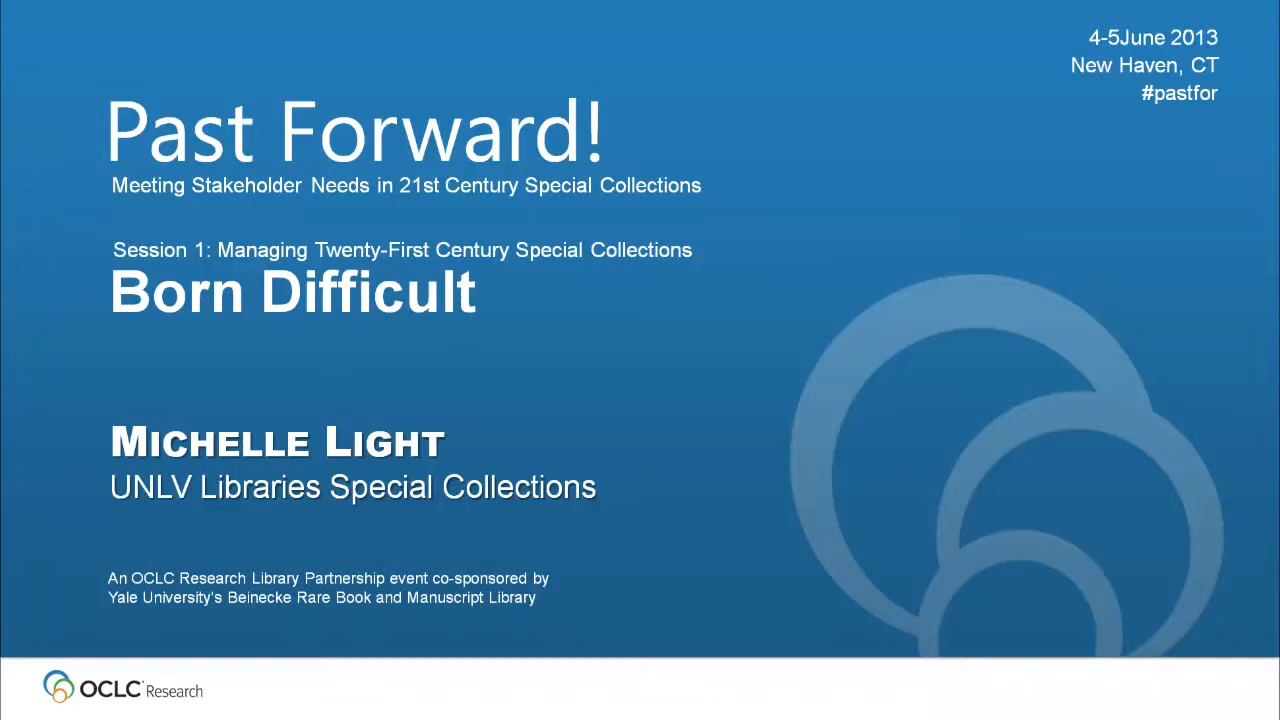 4-5June 2013
New Haven, CT
#pastfor
Past Forward!
Meeting Stakeholder Needs in 21st Century Special Collections
Session 1: Managing Twenty-First Century Special Collections
Born Difficult
MICHELLE LIGHT
UNLV Libraries Special Collections
An OCLC Research Library Partnership event co-sponsored by
Yale University's Beinecke Rare Book and Manuscript Library
OCLC Research